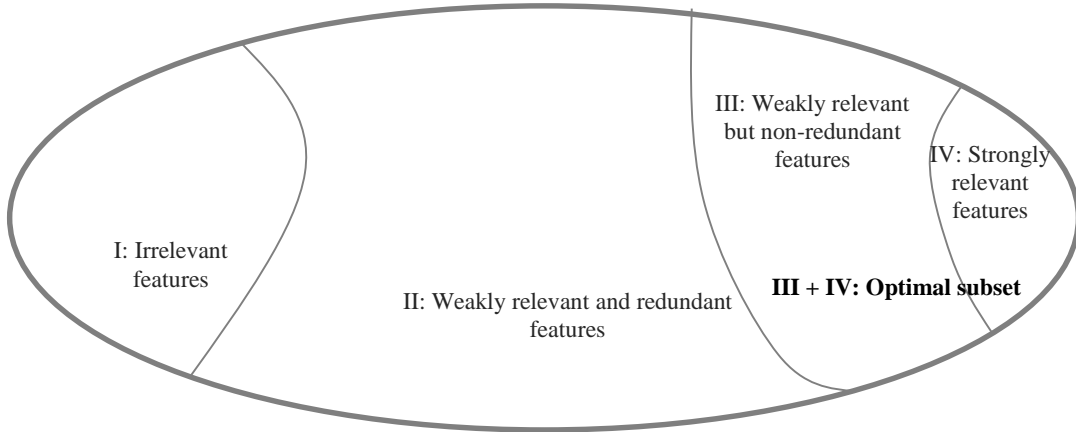 I: Irrelevant
features
II: Weakly relevant and redundant
features
III: Weakly relevant
but non-redundant
features
IV: Strongly
relevant
features
III + IV: Optimal subset